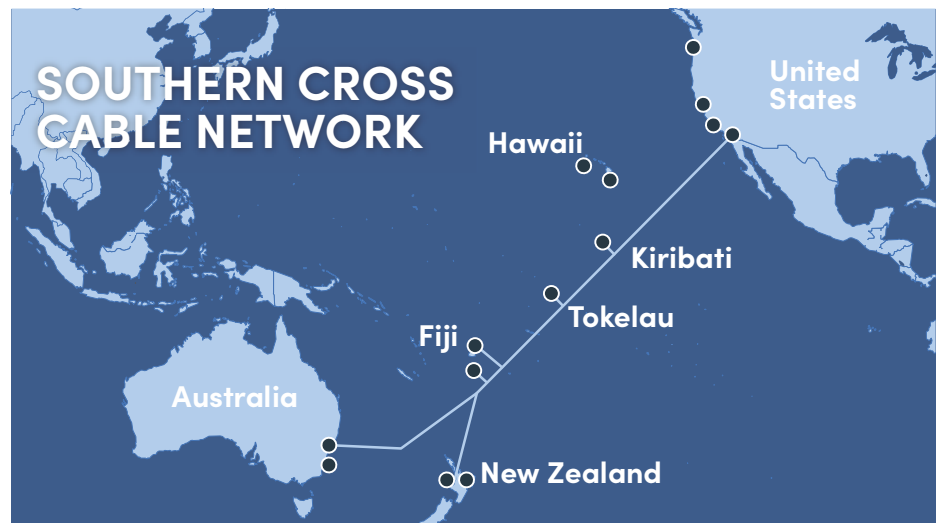 SOUTHERN CROSS
CABLE NETWORK
United
States
Hawaii
Kiribati
Tokelau
Fiji
Australia
New Zealand